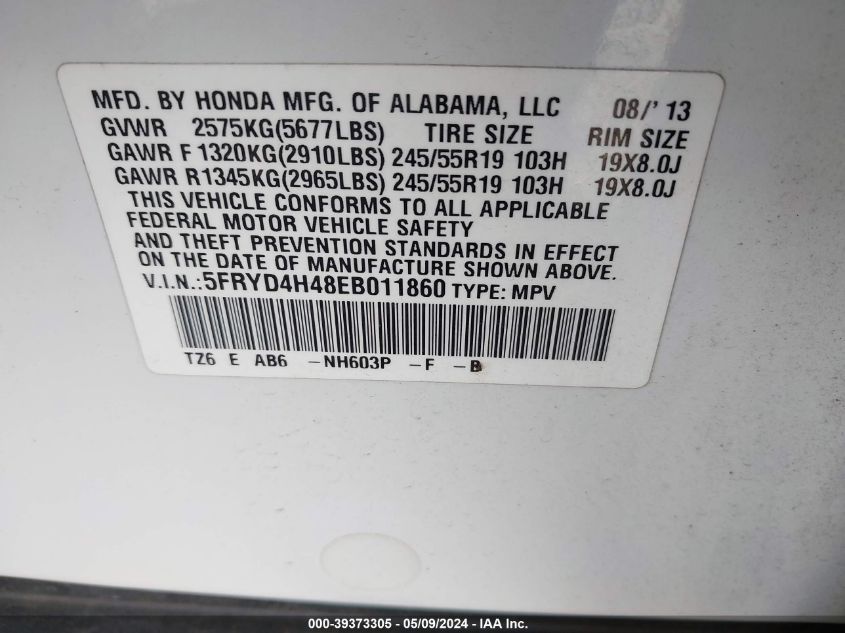 MFD. BY HONDA MFG. OF ALABAMA, LLC 08/'13
GVWR 2575KG(5677LBS) TIRE SIZE RIM SIZE
GAWR F 1320KG(2910LBS) 245/55R19 103H 19X8.0J
GAWR R1345KG(2965LBS) 245/55R19 103H 19X8.0J
THIS VEHICLE CONFORMS TO ALL APPLICABLE
FEDERAL MOTOR VEHICLE SAFETY
AND THEFT PREVENTION STANDARDS IN EFFECT
ON THE DATE OF MANUFACTURE SHOWN ABOVE.
V.I.N.:5FRYD4H48EB011860 TYPE: MPV
TZ6 E AB6 -NH603P -F -B
000-39373305 - 05/09/2024 - IAA Inc.